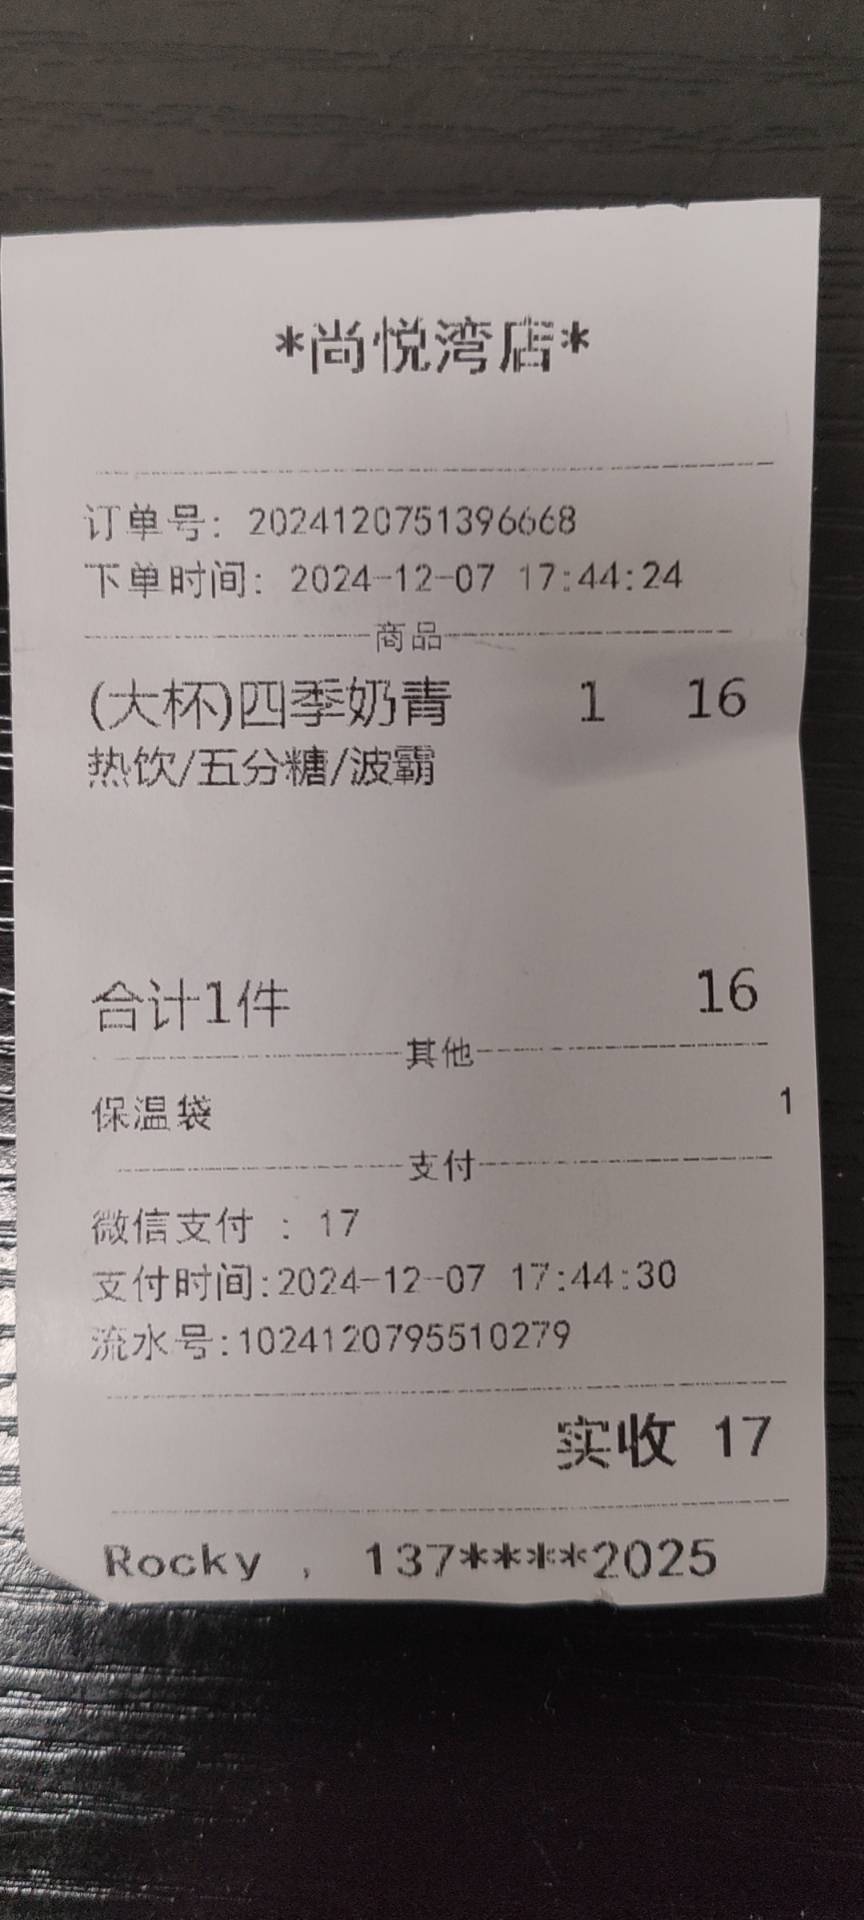 *尚悦湾店*
订单号: 2024120751396668
下单时间: 2024-12-07 17:44:24
商品
(大杯)四季奶青 1 16
热饮/五分糖/波霸
合计1件 16
其他
保温袋 1
支付
微信支付 : 17
支付时间:2024-12-07 17:44:30
流水号:1024120795510279
实收 17
Rocky , 137****2025